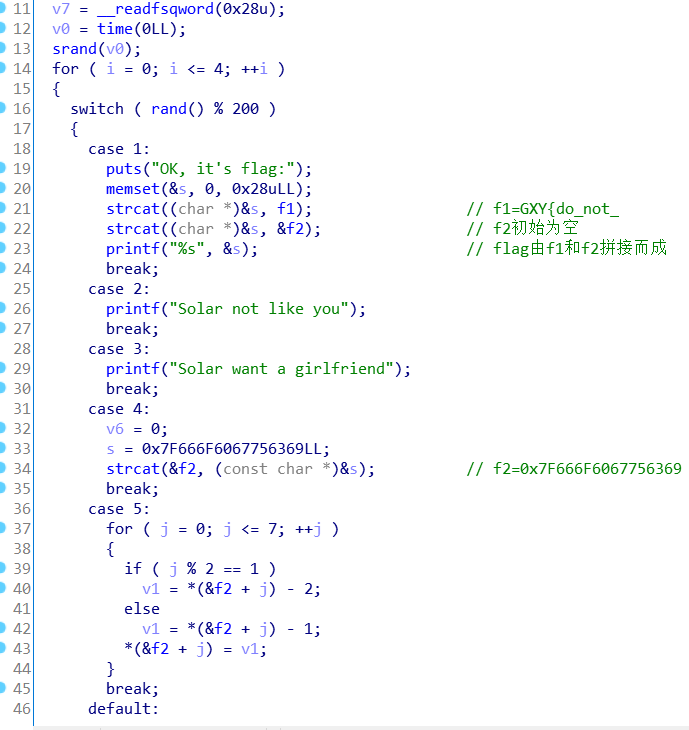 11 v7 = __readfsqword(0x28u);
12 v0 = time(0LL);
13 srand(v0);
14 for ( i = 0; i <= 4; ++i )
15 {
16 switch ( rand() % 200 )
17 {
18 case 1:
19 puts("OK, it's flag:");
20 memset(&s, 0, 0x28uLL);
21 strcat((char *)&s, f1); // f1=GXY{do_not_
22 strcat((char *)&s, &f2); // f2初始为空
23 printf("%s", &s); // flag由f1和f2拼接而成
24 break;
25 case 2:
26 printf("Solar not like you");
27 break;
28 case 3:
29 printf("Solar want a girlfriend");
30 break;
31 case 4:
32 v6 = 0;
33 s = 0x7F666F6067756369LL;
34 strcat(&f2, (const char *)&s); // f2=0x7F666F6067756369
35 break;
36 case 5:
37 for ( j = 0; j <= 7; ++j )
38 {
39 if ( j % 2 == 1 )
40 v1 = *(&f2 + j) - 2;
41 else
42 v1 = *(&f2 + j) - 1;
43 *(&f2 + j) = v1;
44 }
45 break;
46 default: